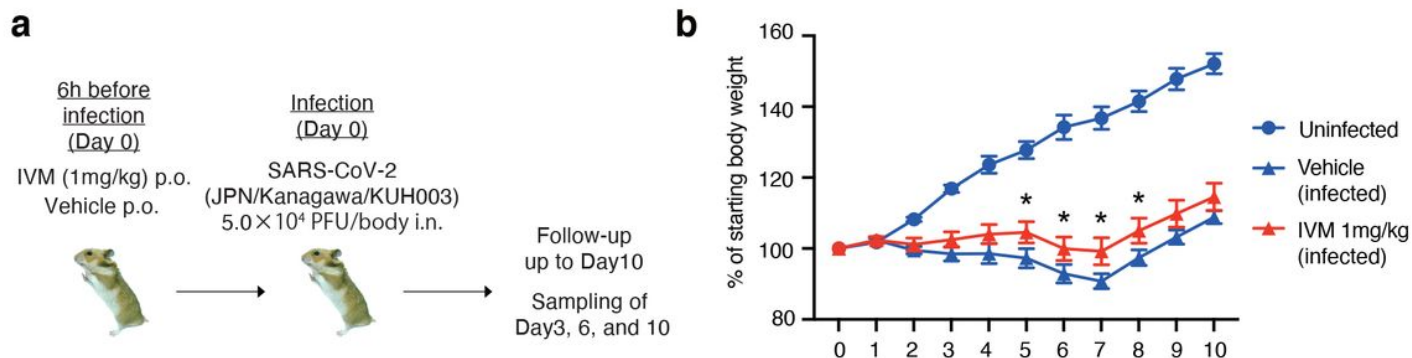 a
6h before
infection
(Day 0)
IVM (1mg/kg) p.o.
Vehicle p.o.
Infection
(Day 0)
SARS-CoV-2
(JPN/Kanagawa/KUH003)
5.0×10⁴ PFU/body i.n.
Follow-up
up to Day10
Sampling of
Day3, 6, and 10
b
% of starting body weight
160
140
120
100
80
* * * *
0 1 2 3 4 5 6 7 8 9 10
Uninfected
Vehicle
(infected)
IVM 1mg/kg
(infected)